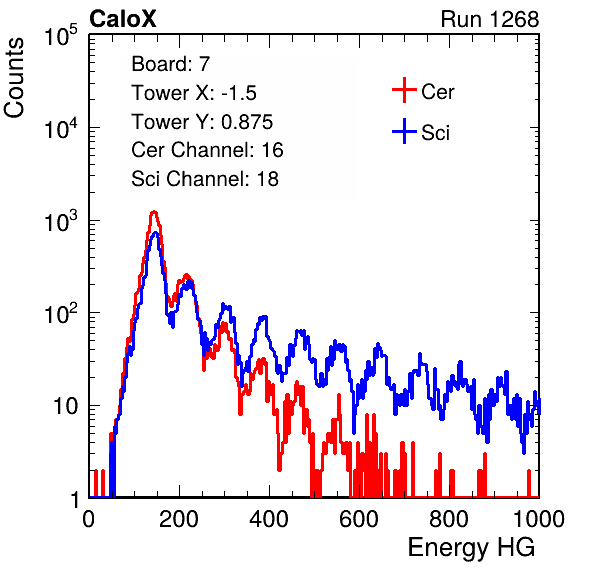 CaloX Run 1268
Counts
Board: 7
Tower X: -1.5
Tower Y: 0.875
Cer Channel: 16
Sci Channel: 18
Cer
Sci
10^5
10^4
10^3
10^2
10
1
0 200 400 600 800 1000
Energy HG